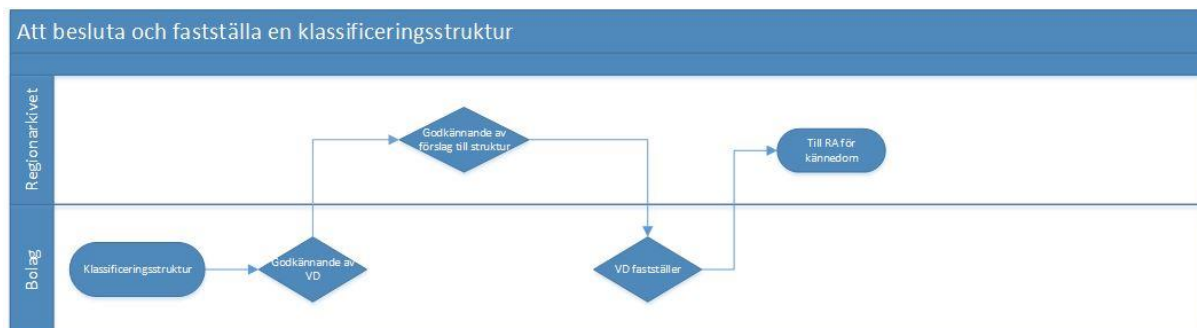 Att besluta och fastställa en klassificeringsstruktur
Regionarkivet
Godkännande av
förslag till struktur
Till RA för
kännedom
Bolag
Klassificeringsstruktur
Godkännande av
VD
VD fastställer